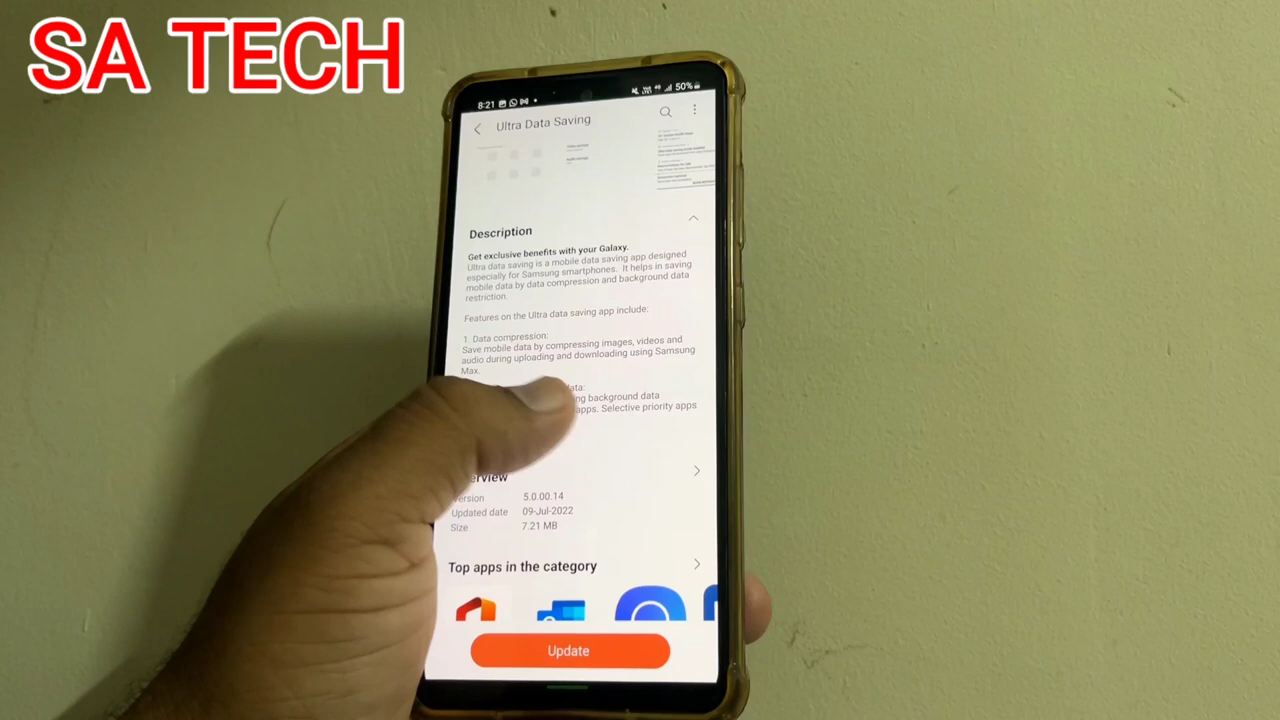 SA TECH
8:21
50%
Ultra Data Saving
Description
Get exclusive benefits with your Galaxy.
Ultra data saving is a mobile data saving app designed
especially for Samsung smartphones. It helps in saving
mobile data by data compression and background data
restriction.
Features on the Ultra data saving app include:
1. Data compression:
Save mobile data by compressing images, videos and
audio during uploading and downloading using Samsung
Max.
data:
background data
apps. Selective priority apps
Version 5.0.00.14
Updated date 09-Jul-2022
Size 7.21 MB
Top apps in the category
Update